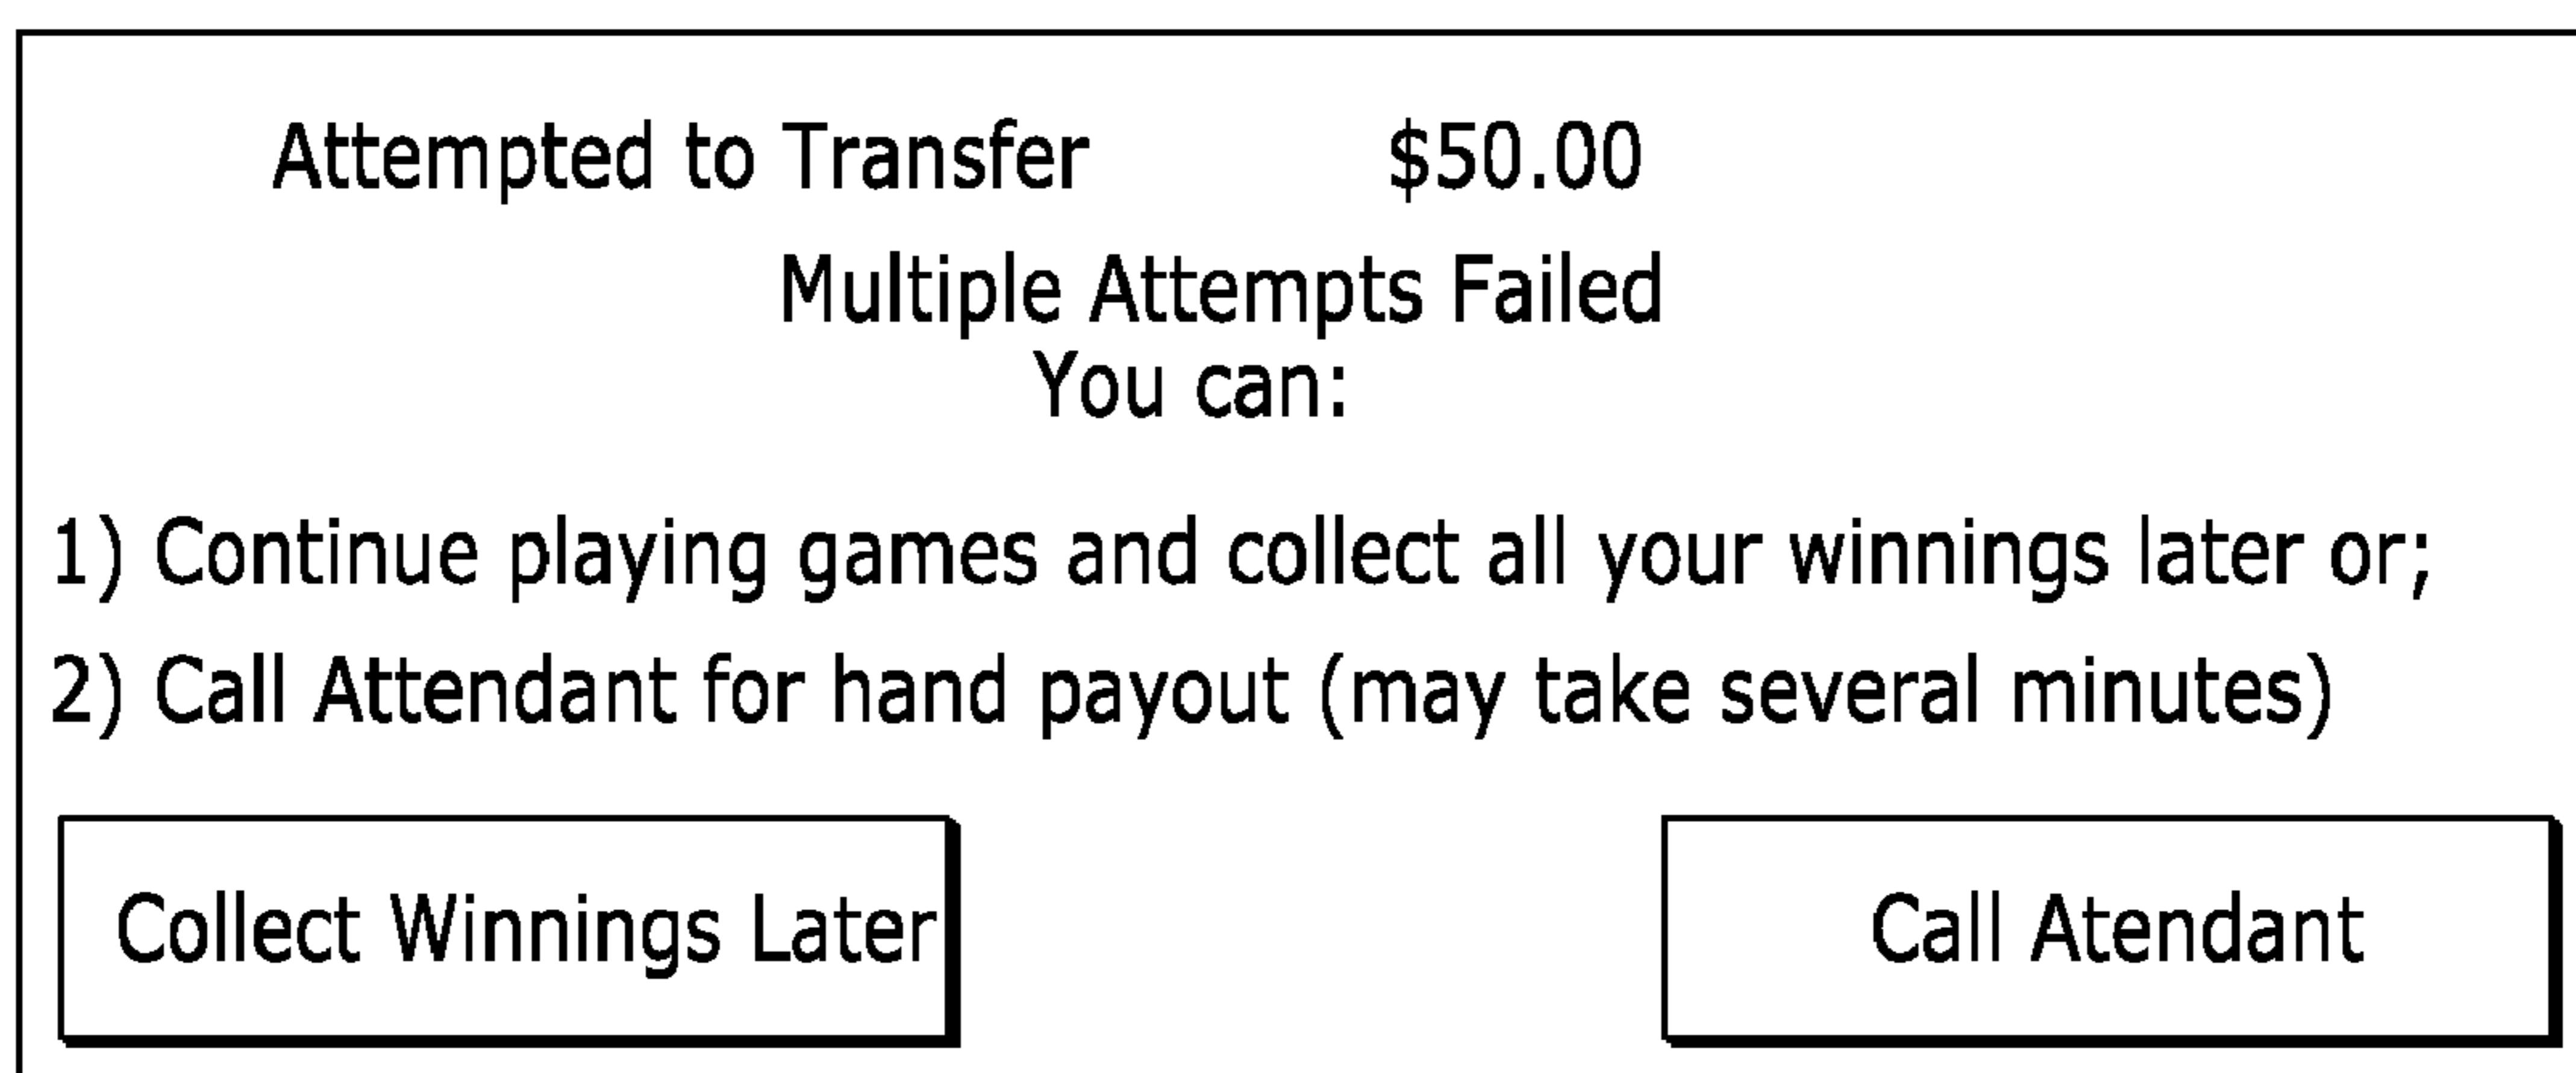 Attempted to Transfer $50.00
Multiple Attempts Failed
You can:
1) Continue playing games and collect all your winnings later or;
2) Call Attendant for hand payout (may take several minutes)
Collect Winnings Later
Call Atendant